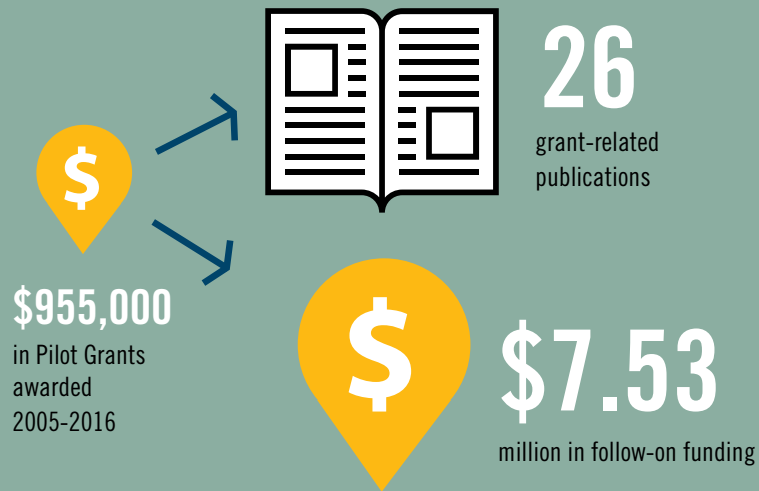 26
grant-related
publications
$
$955,000
in Pilot Grants
awarded
2005-2016
$
$7.53
million in follow-on funding